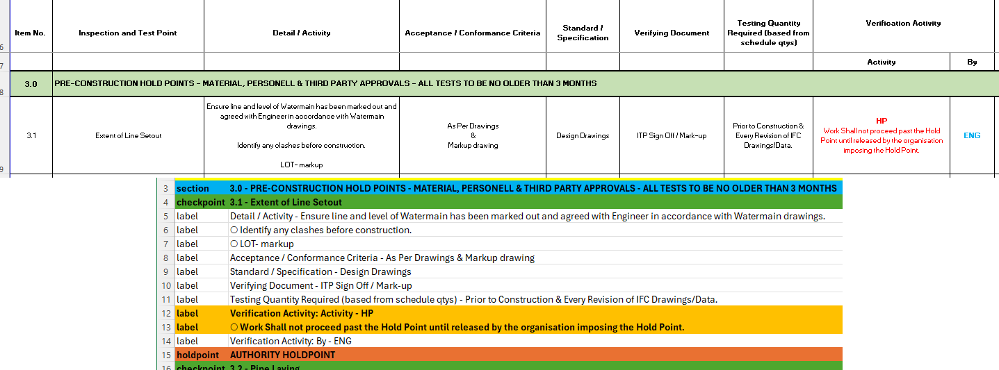 Item No.
Inspection and Test Point
Detail / Activity
Acceptance / Conformance Criteria
Standard /
Specification
Verifying Document
Testing Quantity
Required (based from
schedule qtys)
Verification Activity
6
7
Activity
By
8
3.0
PRE-CONSTRUCTION HOLD POINTS - MATERIAL, PERSONELL & THIRD PARTY APPROVALS - ALL TESTS TO BE NO OLDER THAN 3 MONTHS
9
3.1
Extent of Line Setout
Ensure line and level of Watermain has been marked out and
agreed with Engineer in accordance with Watermain
drawings.
Identify any clashes before construction.
LOT- markup
As Per Drawings
&
Markup drawing
Design Drawings
ITP Sign Off / Mark-up
Prior to Construction &
Every Revision of IFC
Drawings/Data.
HP
Work Shall not proceed past the Hold
Point until released by the organisation
imposing the Hold Point.
ENG
3 section 3.0 - PRE-CONSTRUCTION HOLD POINTS - MATERIAL, PERSONELL & THIRD PARTY APPROVALS - ALL TESTS TO BE NO OLDER THAN 3 MONTHS
4 checkpoint 3.1 - Extent of Line Setout
5 label Detail / Activity - Ensure line and level of Watermain has been marked out and agreed with Engineer in accordance with Watermain drawings.
6 label ○ Identify any clashes before construction.
7 label ○ LOT- markup
8 label Acceptance / Conformance Criteria - As Per Drawings & Markup drawing
9 label Standard / Specification - Design Drawings
10 label Verifying Document - ITP Sign Off / Mark-up
11 label Testing Quantity Required (based from schedule qtys) - Prior to Construction & Every Revision of IFC Drawings/Data.
12 label Verification Activity: Activity - HP
13 label ○ Work Shall not proceed past the Hold Point until released by the organisation imposing the Hold Point.
14 label Verification Activity: By - ENG
15 holdpoint AUTHORITY HOLDPOINT
16 checkpoint 3.2 - Pipe Laying